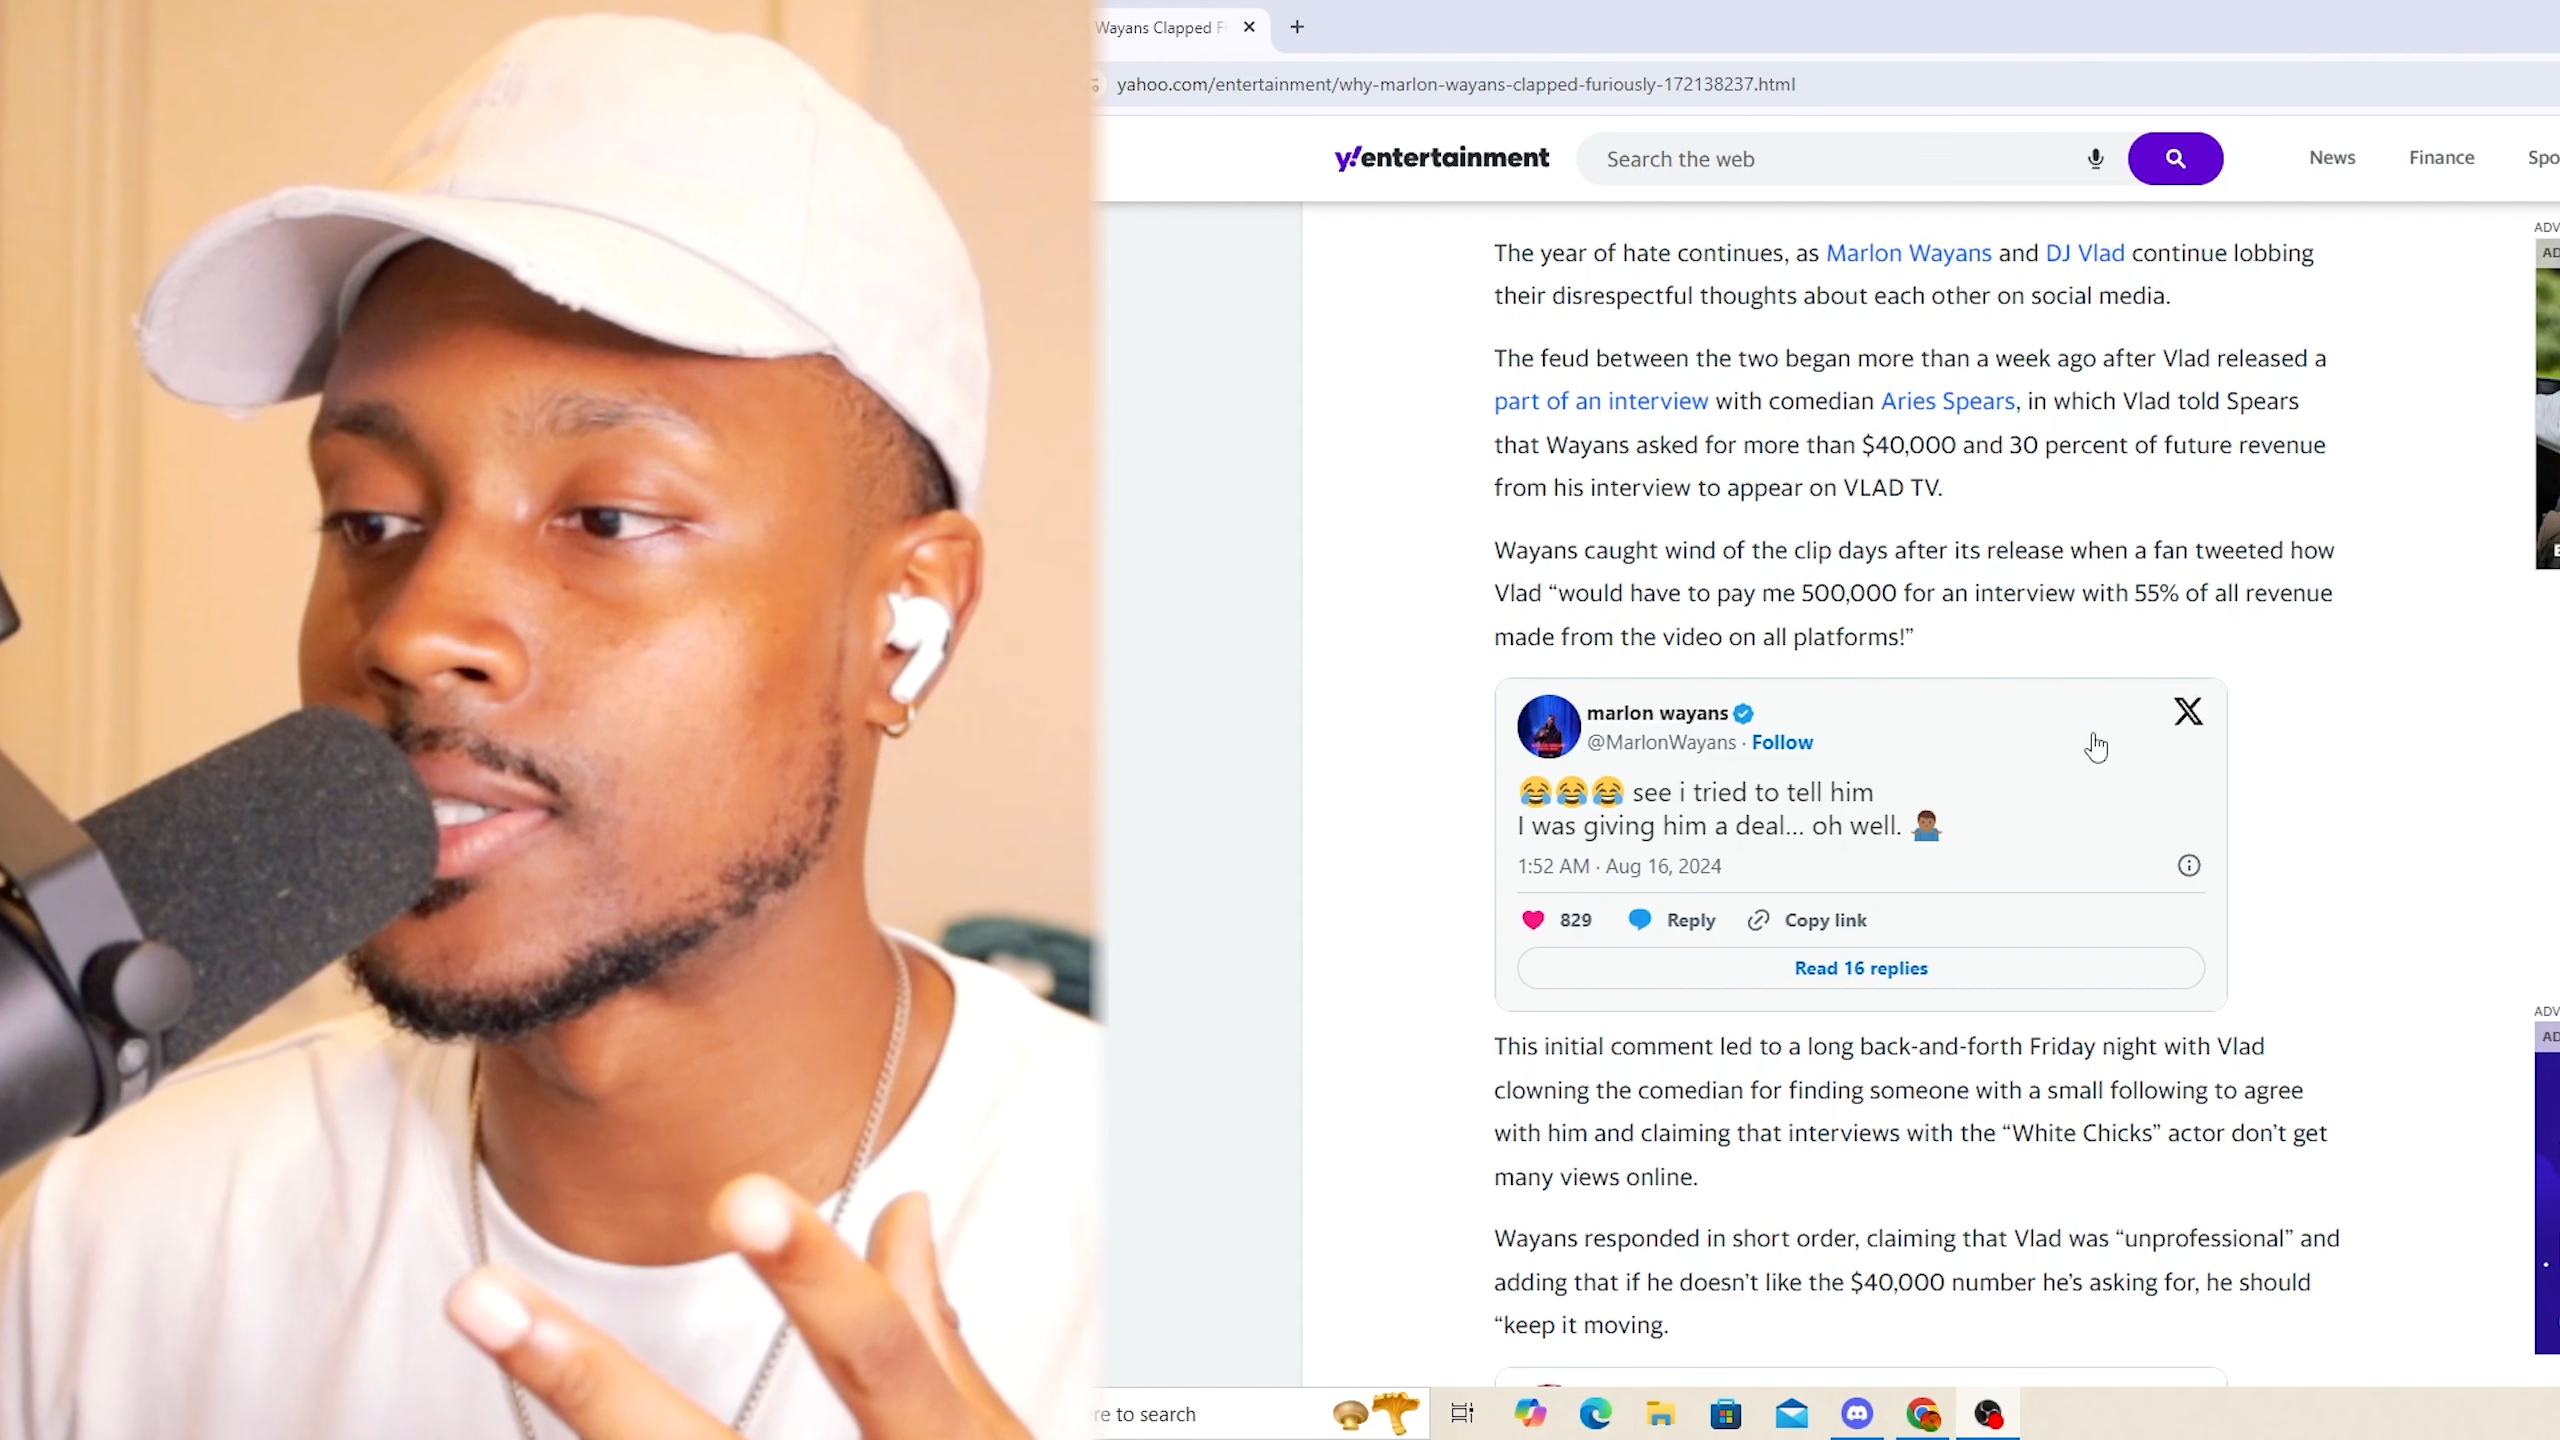 Wayans Clapped F
yahoo.com/entertainment/why-marlon-wayans-clapped-furiously-172138237.html
y!entertainment
Search the web
News
Finance
Spo
The year of hate continues, as Marlon Wayans and DJ Vlad continue lobbing
their disrespectful thoughts about each other on social media.
The feud between the two began more than a week ago after Vlad released a
part of an interview with comedian Aries Spears, in which Vlad told Spears
that Wayans asked for more than $40,000 and 30 percent of future revenue
from his interview to appear on VLAD TV.
Wayans caught wind of the clip days after its release when a fan tweeted how
Vlad “would have to pay me 500,000 for an interview with 55% of all revenue
made from the video on all platforms!”
marlon wayans
@MarlonWayans · Follow
😂😂😂 see i tried to tell him
I was giving him a deal... oh well. 🤷🏾‍♂️
1:52 AM · Aug 16, 2024
829
Reply
Copy link
Read 16 replies
This initial comment led to a long back-and-forth Friday night with Vlad
clowning the comedian for finding someone with a small following to agree
with him and claiming that interviews with the “White Chicks” actor don’t get
many views online.
Wayans responded in short order, claiming that Vlad was “unprofessional” and
adding that if he doesn’t like the $40,000 number he’s asking for, he should
“keep it moving.
ADV
AD
ADV
AD
re to search